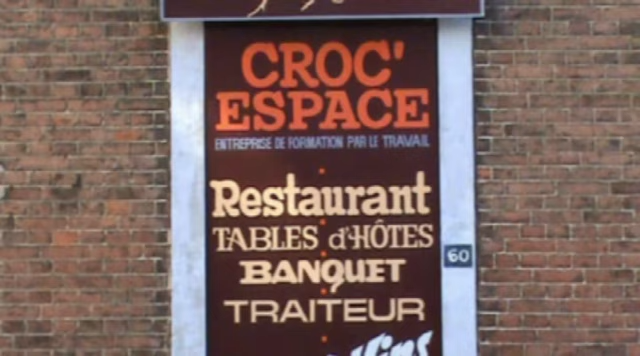 CROC'
ESPACE
ENTREPRISE DE FORMATION PAR LE TRAVAIL
Restaurant
TABLES d'HÔTES
60
BANQUET
TRAITEUR